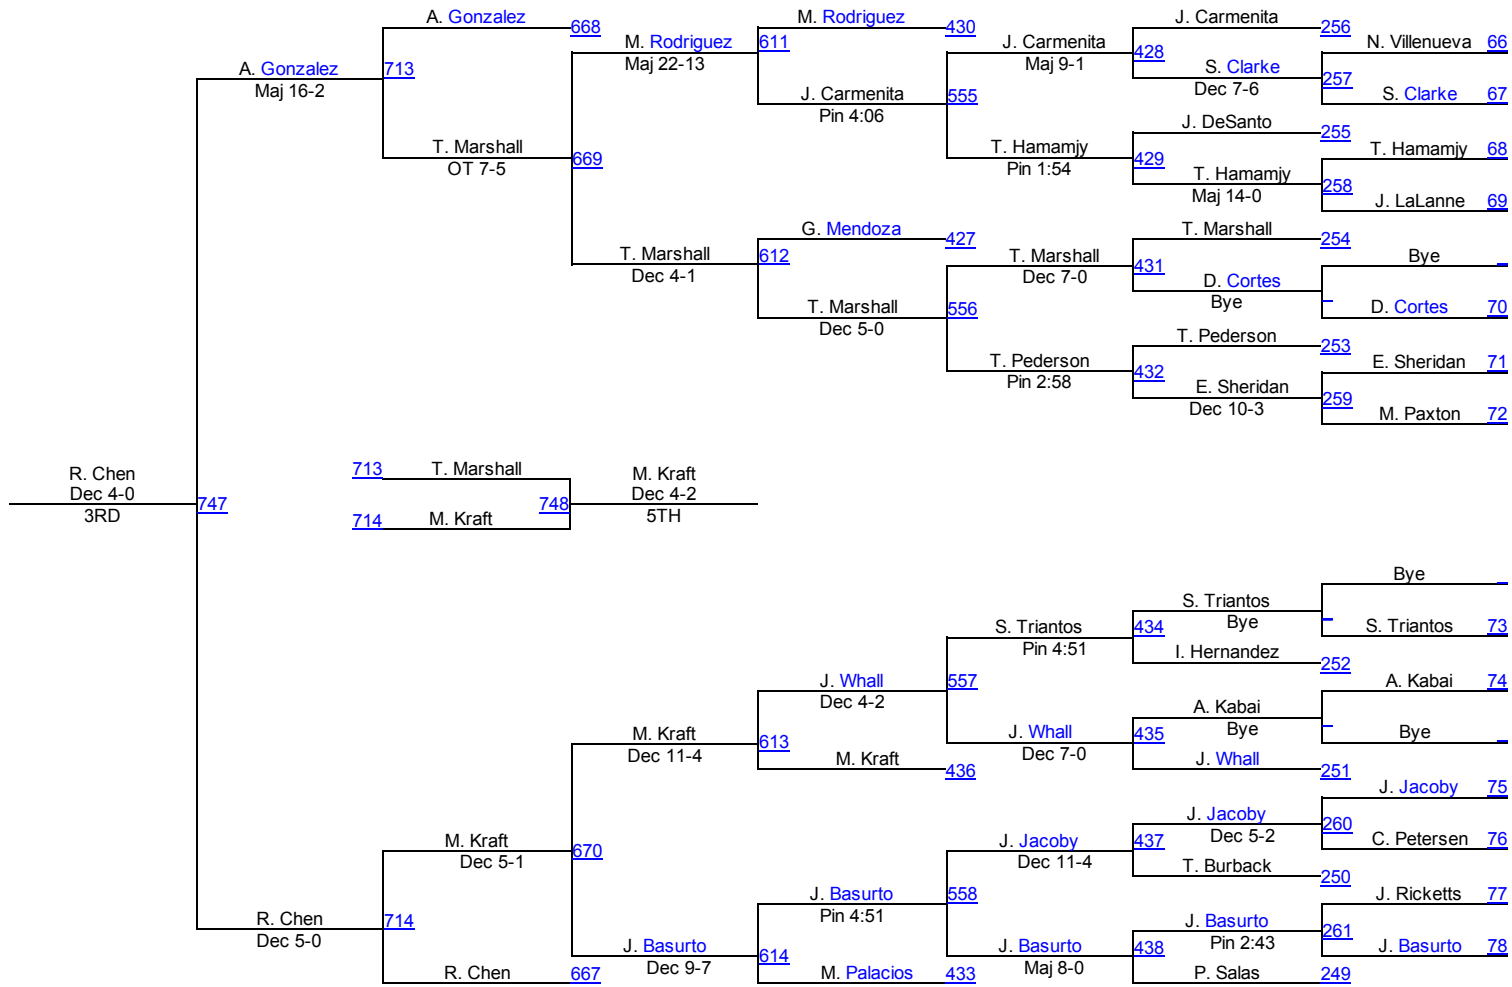 A. Gonzalez
668
M. Rodriguez
430
J. Carmenita
256
M. Rodriguez
Maj 22-13
611
J. Carmenita
Maj 9-1
428
N. Villenueva 66
A. Gonzalez
Maj 16-2
713
S. Clarke
Dec 7-6
257
S. Clarke 67
J. Carmenita
Pin 4:06
555
J. DeSanto
255
T. Marshall
OT 7-5
669
T. Hamamjy
Pin 1:54
429
T. Hamamjy 68
T. Hamamjy
Maj 14-0
258
J. LaLanne 69
G. Mendoza
427
T. Marshall
254
T. Marshall
Dec 4-1
612
T. Marshall
Dec 7-0
431
Bye
D. Cortes
Bye
D. Cortes 70
T. Marshall
Dec 5-0
556
T. Pederson
253
T. Pederson
Pin 2:58
432
E. Sheridan 71
E. Sheridan
Dec 10-3
259
M. Paxton 72
R. Chen
Dec 4-0
3RD
747
713
T. Marshall
714
M. Kraft
748
M. Kraft
Dec 4-2
5TH
Bye
S. Triantos
Bye
S. Triantos 73
S. Triantos
Pin 4:51
434
I. Hernandez
252
J. Whall
Dec 4-2
557
A. Kabai 74
A. Kabai
Bye
Bye
M. Kraft
Dec 11-4
613
J. Whall
Dec 7-0
435
M. Kraft
436
J. Whall
251
J. Jacoby 75
M. Kraft
Dec 5-1
670
J. Jacoby
Dec 11-4
437
J. Jacoby
Dec 5-2
260
C. Petersen 76
T. Burback
250
J. Basurto
Pin 4:51
558
J. Ricketts 77
R. Chen
Dec 5-0
714
J. Basurto
Pin 2:43
261
J. Basurto
Dec 9-7
614
J. Basurto
Maj 8-0
438
J. Basurto 78
R. Chen
667
M. Palacios
433
P. Salas
249